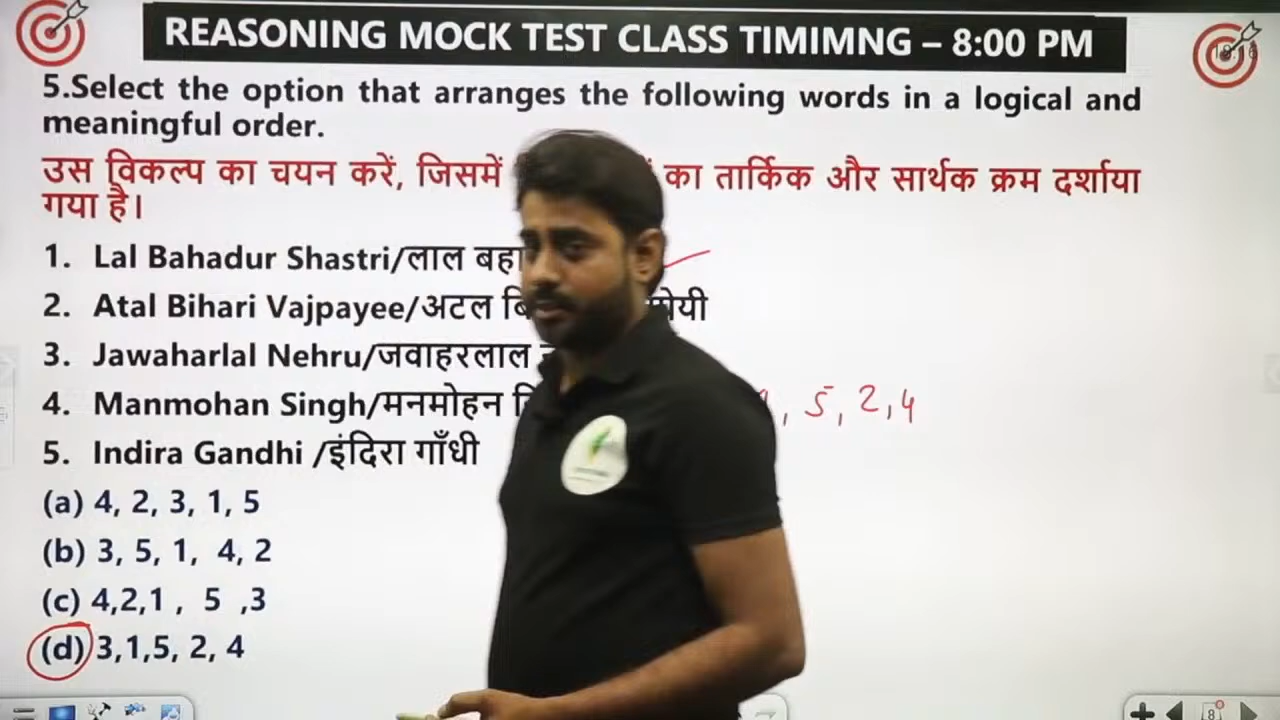 REASONING MOCK TEST CLASS TIMIMNG – 8:00 PM
5.Select the option that arranges the following words in a logical and
meaningful order.
उस विकल्प का चयन करें, जिसमें का तार्किक और सार्थक क्रम दर्शाया
गया है।
1. Lal Bahadur Shastri/लाल
2. Atal Bihari Vajpayee/अटल
3. Jawaharlal Nehru/जवाहरलाल
4. Manmohan Singh/मनमोहन
, 5, 2, 4
5. Indira Gandhi /इंदिरा गाँधी
(a) 4, 2, 3, 1, 5
(b) 3, 5, 1, 4, 2
(c) 4,2,1 , 5 ,3
(d) 3,1,5, 2, 4